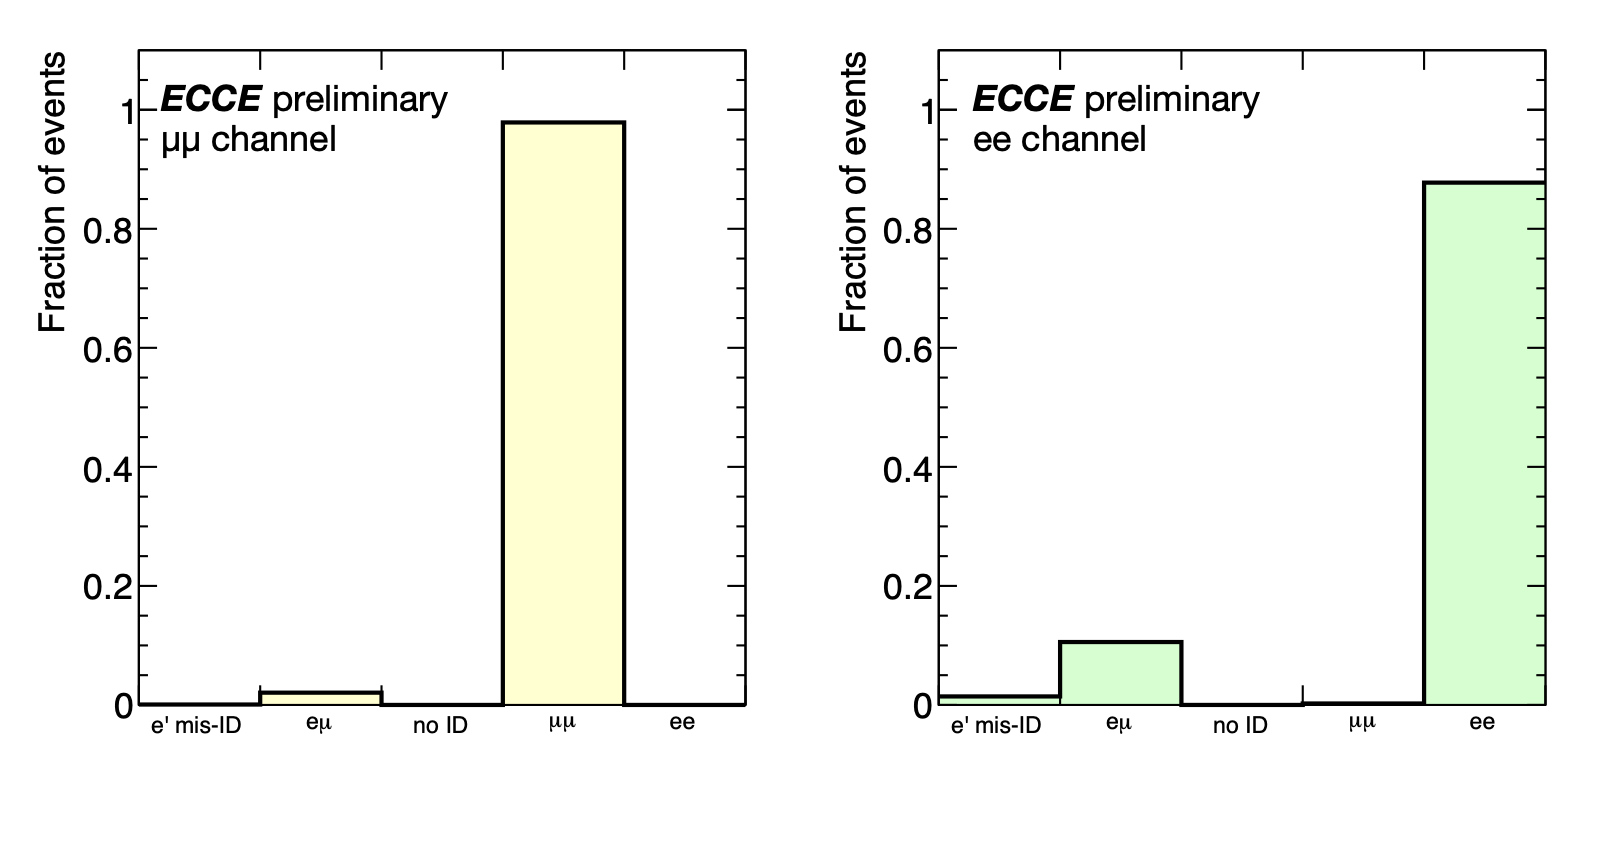 Fraction of events
ECCE preliminary
μμ channel
1
0.8
0.6
0.4
0.2
0
e' mis-ID
eμ
no ID
μμ
ee
Fraction of events
ECCE preliminary
ee channel
1
0.8
0.6
0.4
0.2
0
e' mis-ID
eμ
no ID
μμ
ee